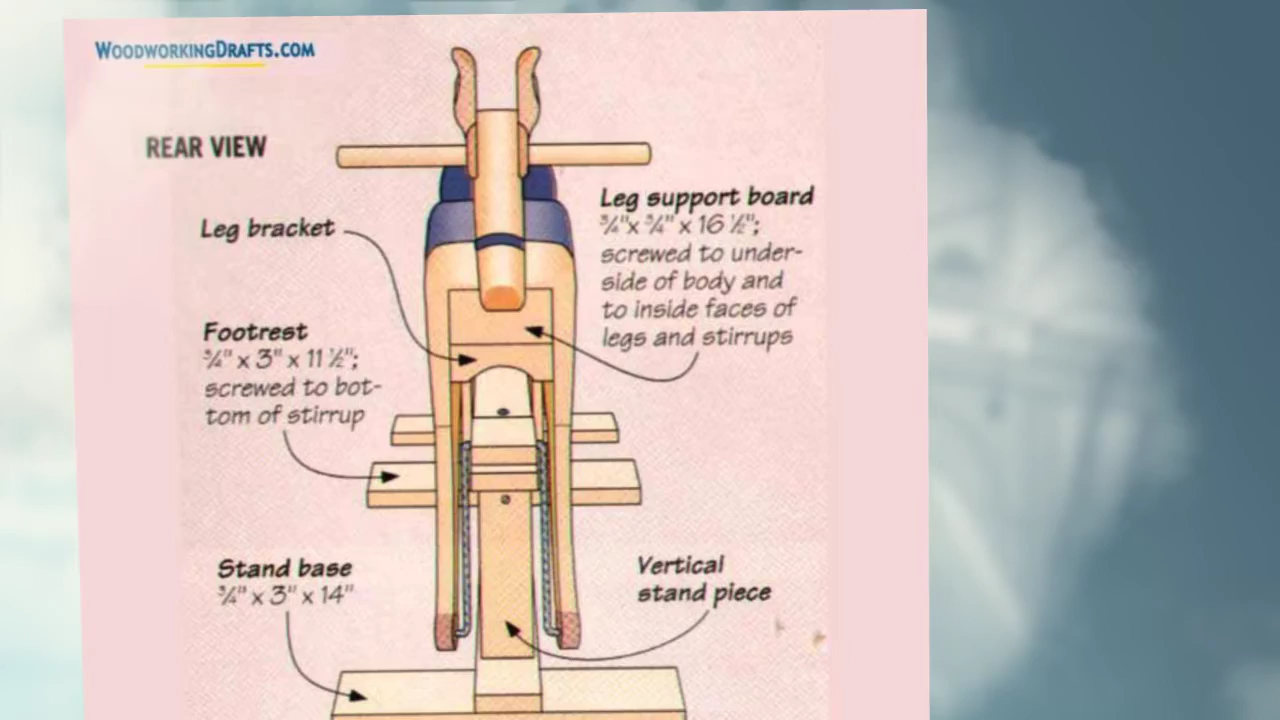 WOODWORKINGDRAFTS.COM
REAR VIEW
Leg bracket
Leg support board
¾"x ¾" x 16 ½";
screwed to under-
side of body and
to inside faces of
legs and stirrups
Footrest
¾" x 3" x 11 ½";
screwed to bot-
tom of stirrup
Stand base
¾" x 3" x 14"
Vertical
stand piece